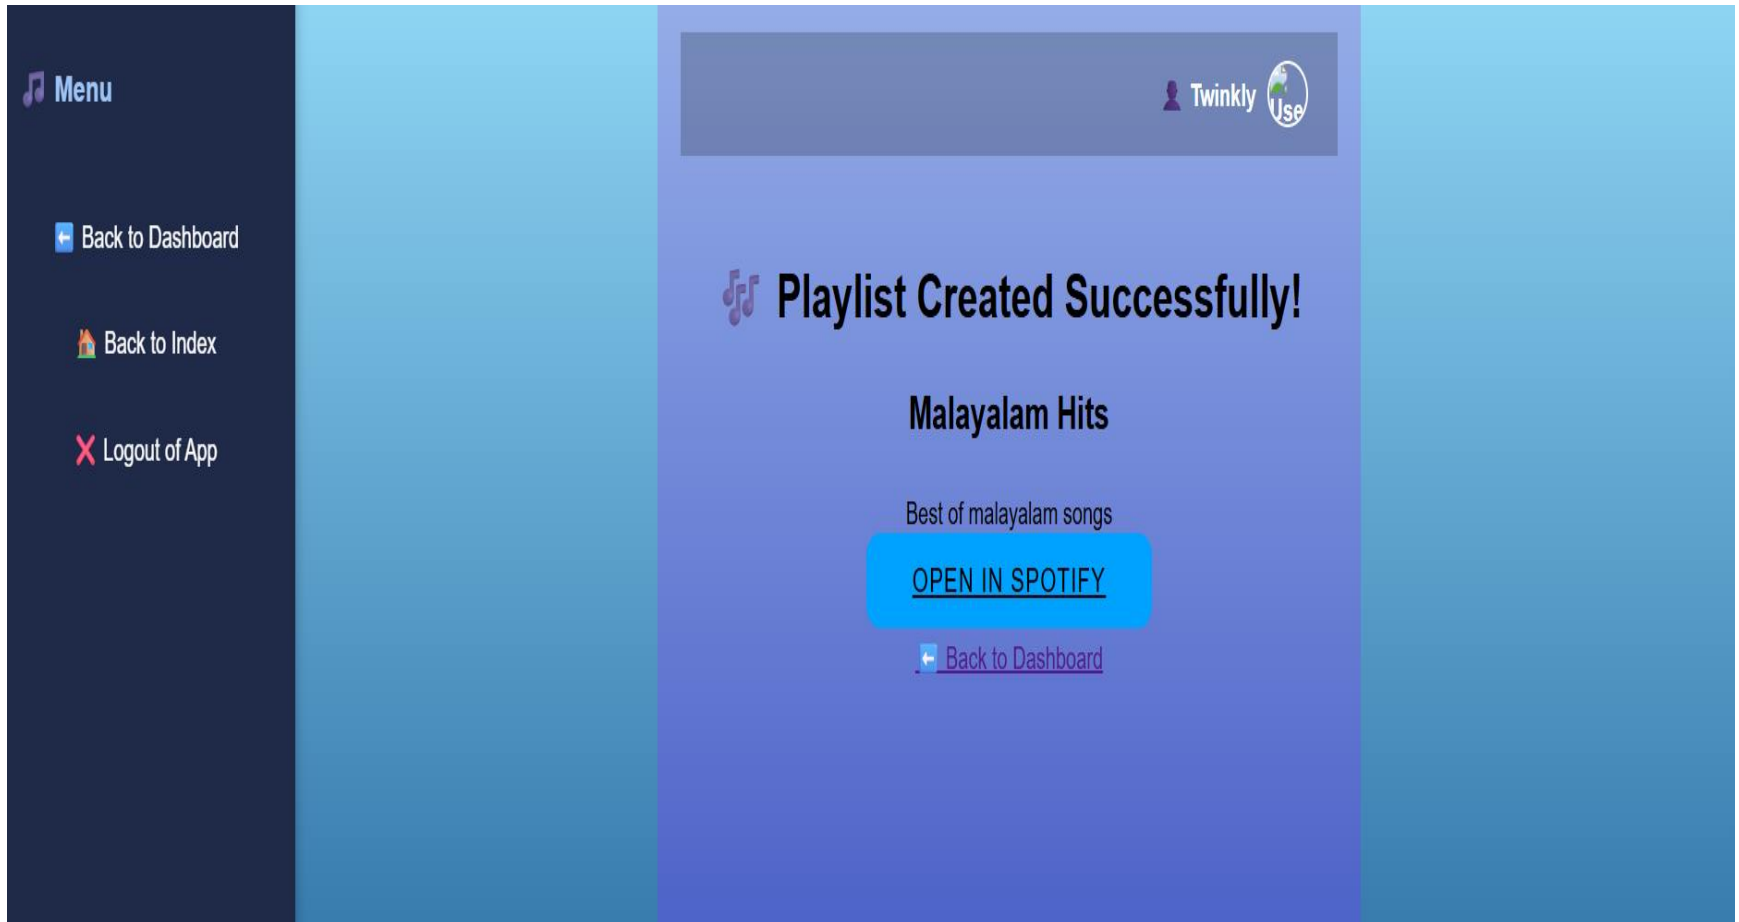 🎵 Menu
⬅️ Back to Dashboard
🏠 Back to Index
❌ Logout of App
👤 Twinkly Use
🎶 Playlist Created Successfully!
Malayalam Hits
Best of malayalam songs
OPEN IN SPOTIFY
⬅️ Back to Dashboard